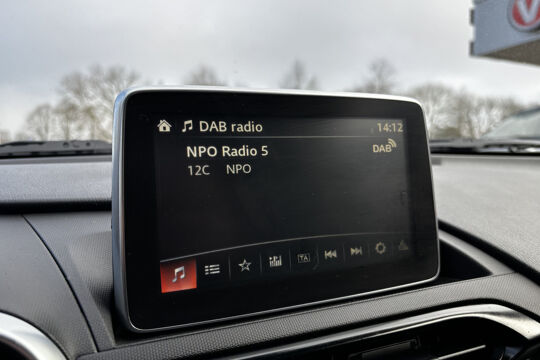 DAB radio 14:12
NPO Radio 5 DAB
12C NPO
TA
V